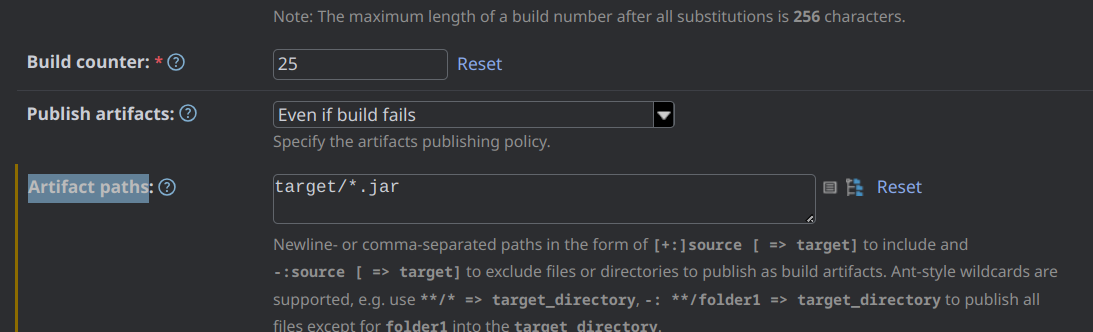 Note: The maximum length of a build number after all substitutions is 256 characters.
Build counter: * ? 25 Reset
Publish artifacts: ? Even if build fails
Specify the artifacts publishing policy.
Artifact paths: ? target/*.jar Reset
Newline- or comma-separated paths in the form of [+:]source [ => target] to include and
-:source [ => target] to exclude files or directories to publish as build artifacts. Ant-style wildcards are
supported, e.g. use **/* => target_directory, -: **/folder1 => target_directory to publish all
files except for folder1 into the target_directory.